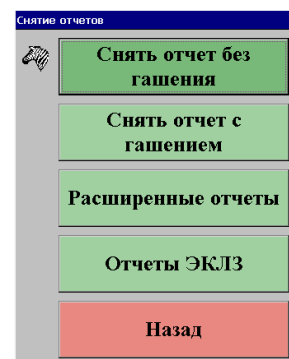 Снятие отчетов
Снять отчет без
гашения
Снять отчет с
гашением
Расширенные отчеты
Отчеты ЭКЛЗ
Назад